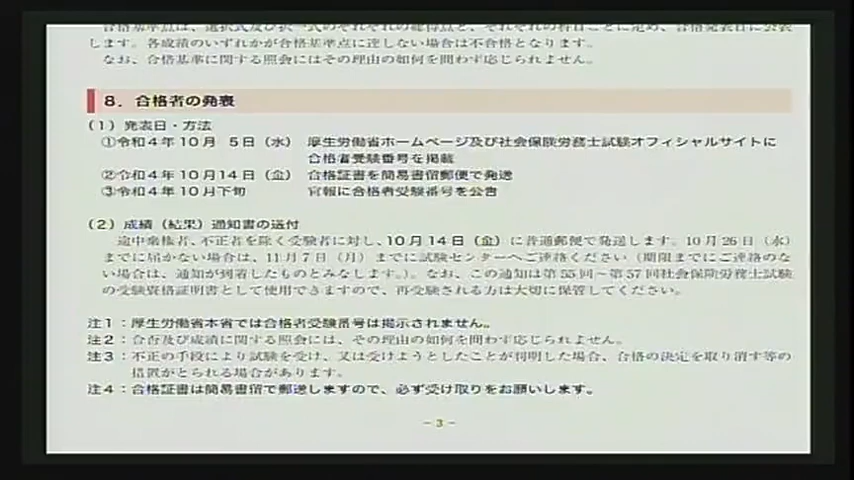 合格基準点は、選択式及び択一式のそれぞれの総得点と、それぞれの科目ごとに定め、合格発表日に公表
します。各成績のいずれかが合格基準点に達しない場合は不合格となります。
なお、合格基準に関する照会にはその理由の如何を問わず応じられません。
8．合格者の発表
（1）発表日・方法
①令和4年10月 5日（水） 厚生労働省ホームページ及び社会保険労務士試験オフィシャルサイトに
合格者受験番号を掲載
②令和4年10月14日（金） 合格証書を簡易書留郵便で発送
③令和4年10月下旬 官報に合格者受験番号を公告
（2）成績（結果）通知書の送付
途中棄権者、不正者を除く受験者に対し、10月14日（金）に普通郵便で発送します。10月26日（水）
までに届かない場合は、11月7日（月）までに試験センターへご連絡ください（期限までにご連絡のな
い場合は、通知が到着したものとみなします。）。なお、この通知は第55回～第57回社会保険労務士試験
の受験資格証明書として使用できますので、再受験される方は大切に保管してください。
注1：厚生労働省本省では合格者受験番号は掲示されません。
注2：合否及び成績に関する照会には、その理由の如何を問わず応じられません。
注3：不正の手段により試験を受け、又は受けようとしたことが判明した場合、合格の決定を取り消す等の
措置がとられる場合があります。
注4：合格証書は簡易書留で郵送しますので、必ず受け取りをお願いします。
－3－